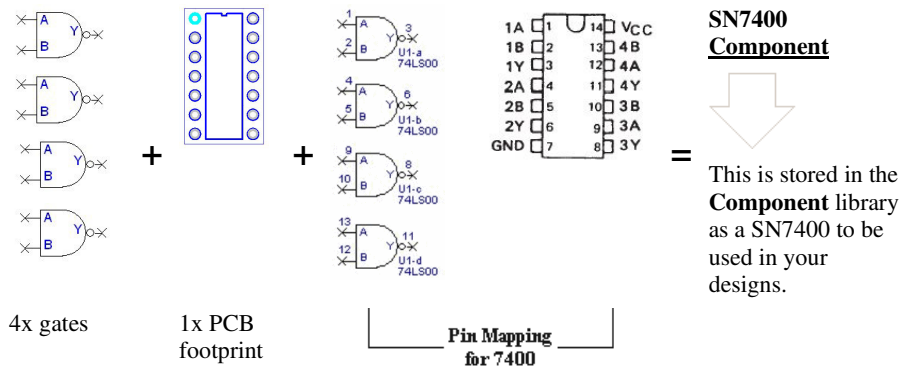 A
Y
B
A
Y
B
A
Y
B
A
Y
B
4x gates
+
1x PCB
footprint
+
1
A
3
Y
2
B
U1-a
74LS00
4
A
6
Y
5
B
U1-b
74LS00
9
A
8
Y
10
B
U1-c
74LS00
13
A
11
Y
12
B
U1-d
74LS00
1A 1 14 VCC
1B 2 13 4B
1Y 3 12 4A
2A 4 11 4Y
2B 5 10 3B
2Y 6 9 3A
GND 7 8 3Y
Pin Mapping
for 7400
=
SN7400
Component
This is stored in the
Component library
as a SN7400 to be
used in your
designs.